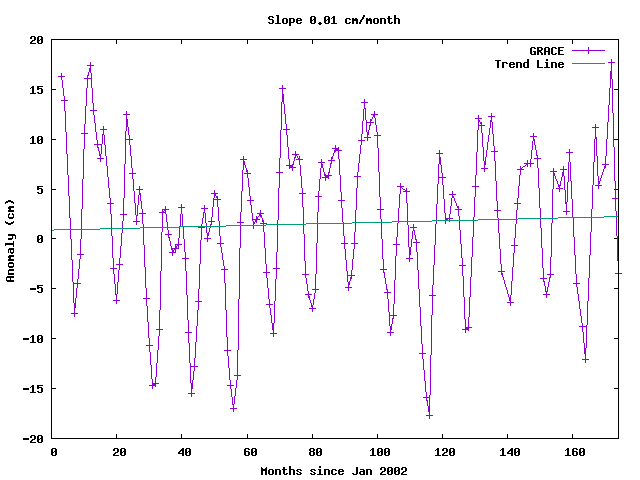 Slope 0.01 cm/month
GRACE
Trend Line
20
15
10
5
0
-5
-10
-15
-20
Anomaly (cm)
0 20 40 60 80 100 120 140 160
Months since Jan 2002